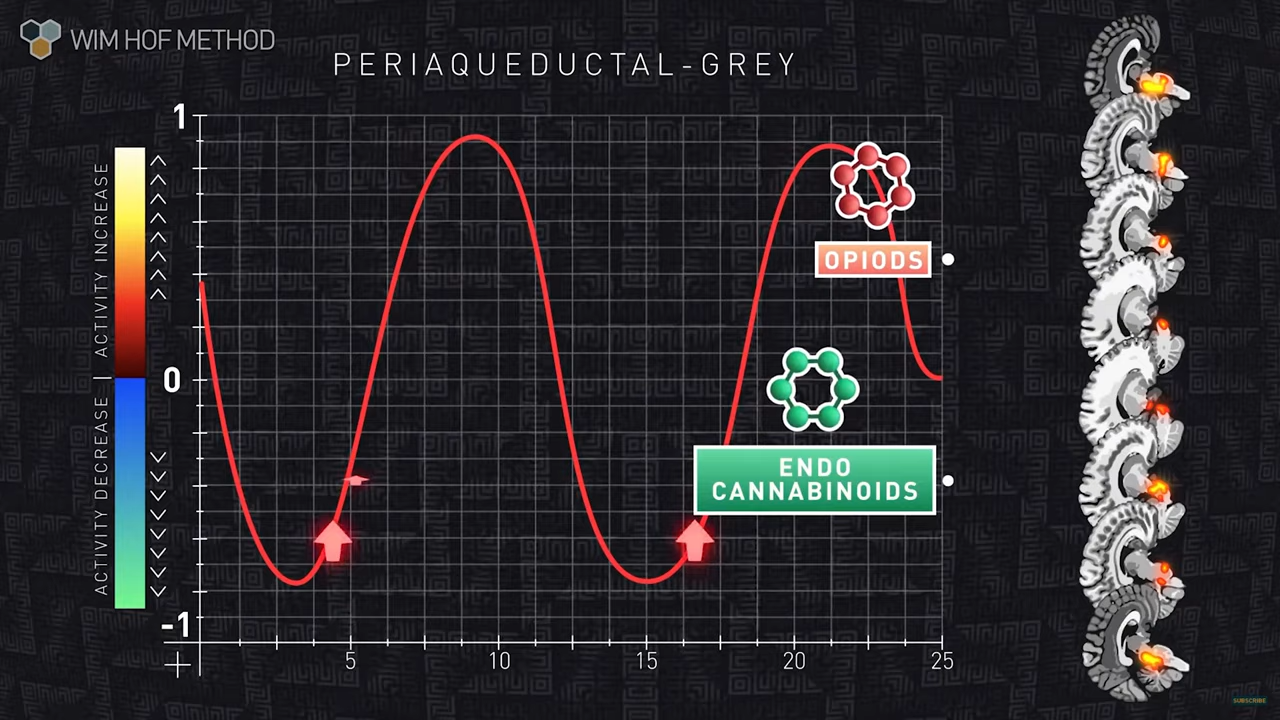 WIM HOF METHOD
PERIAQUEDUCTAL-GREY
1
ACTIVITY INCREASE
0
ACTIVITY DECREASE
-1
OPIODS
ENDO
CANNABINOIDS
5
10
15
20
25
SUBSCRIBE